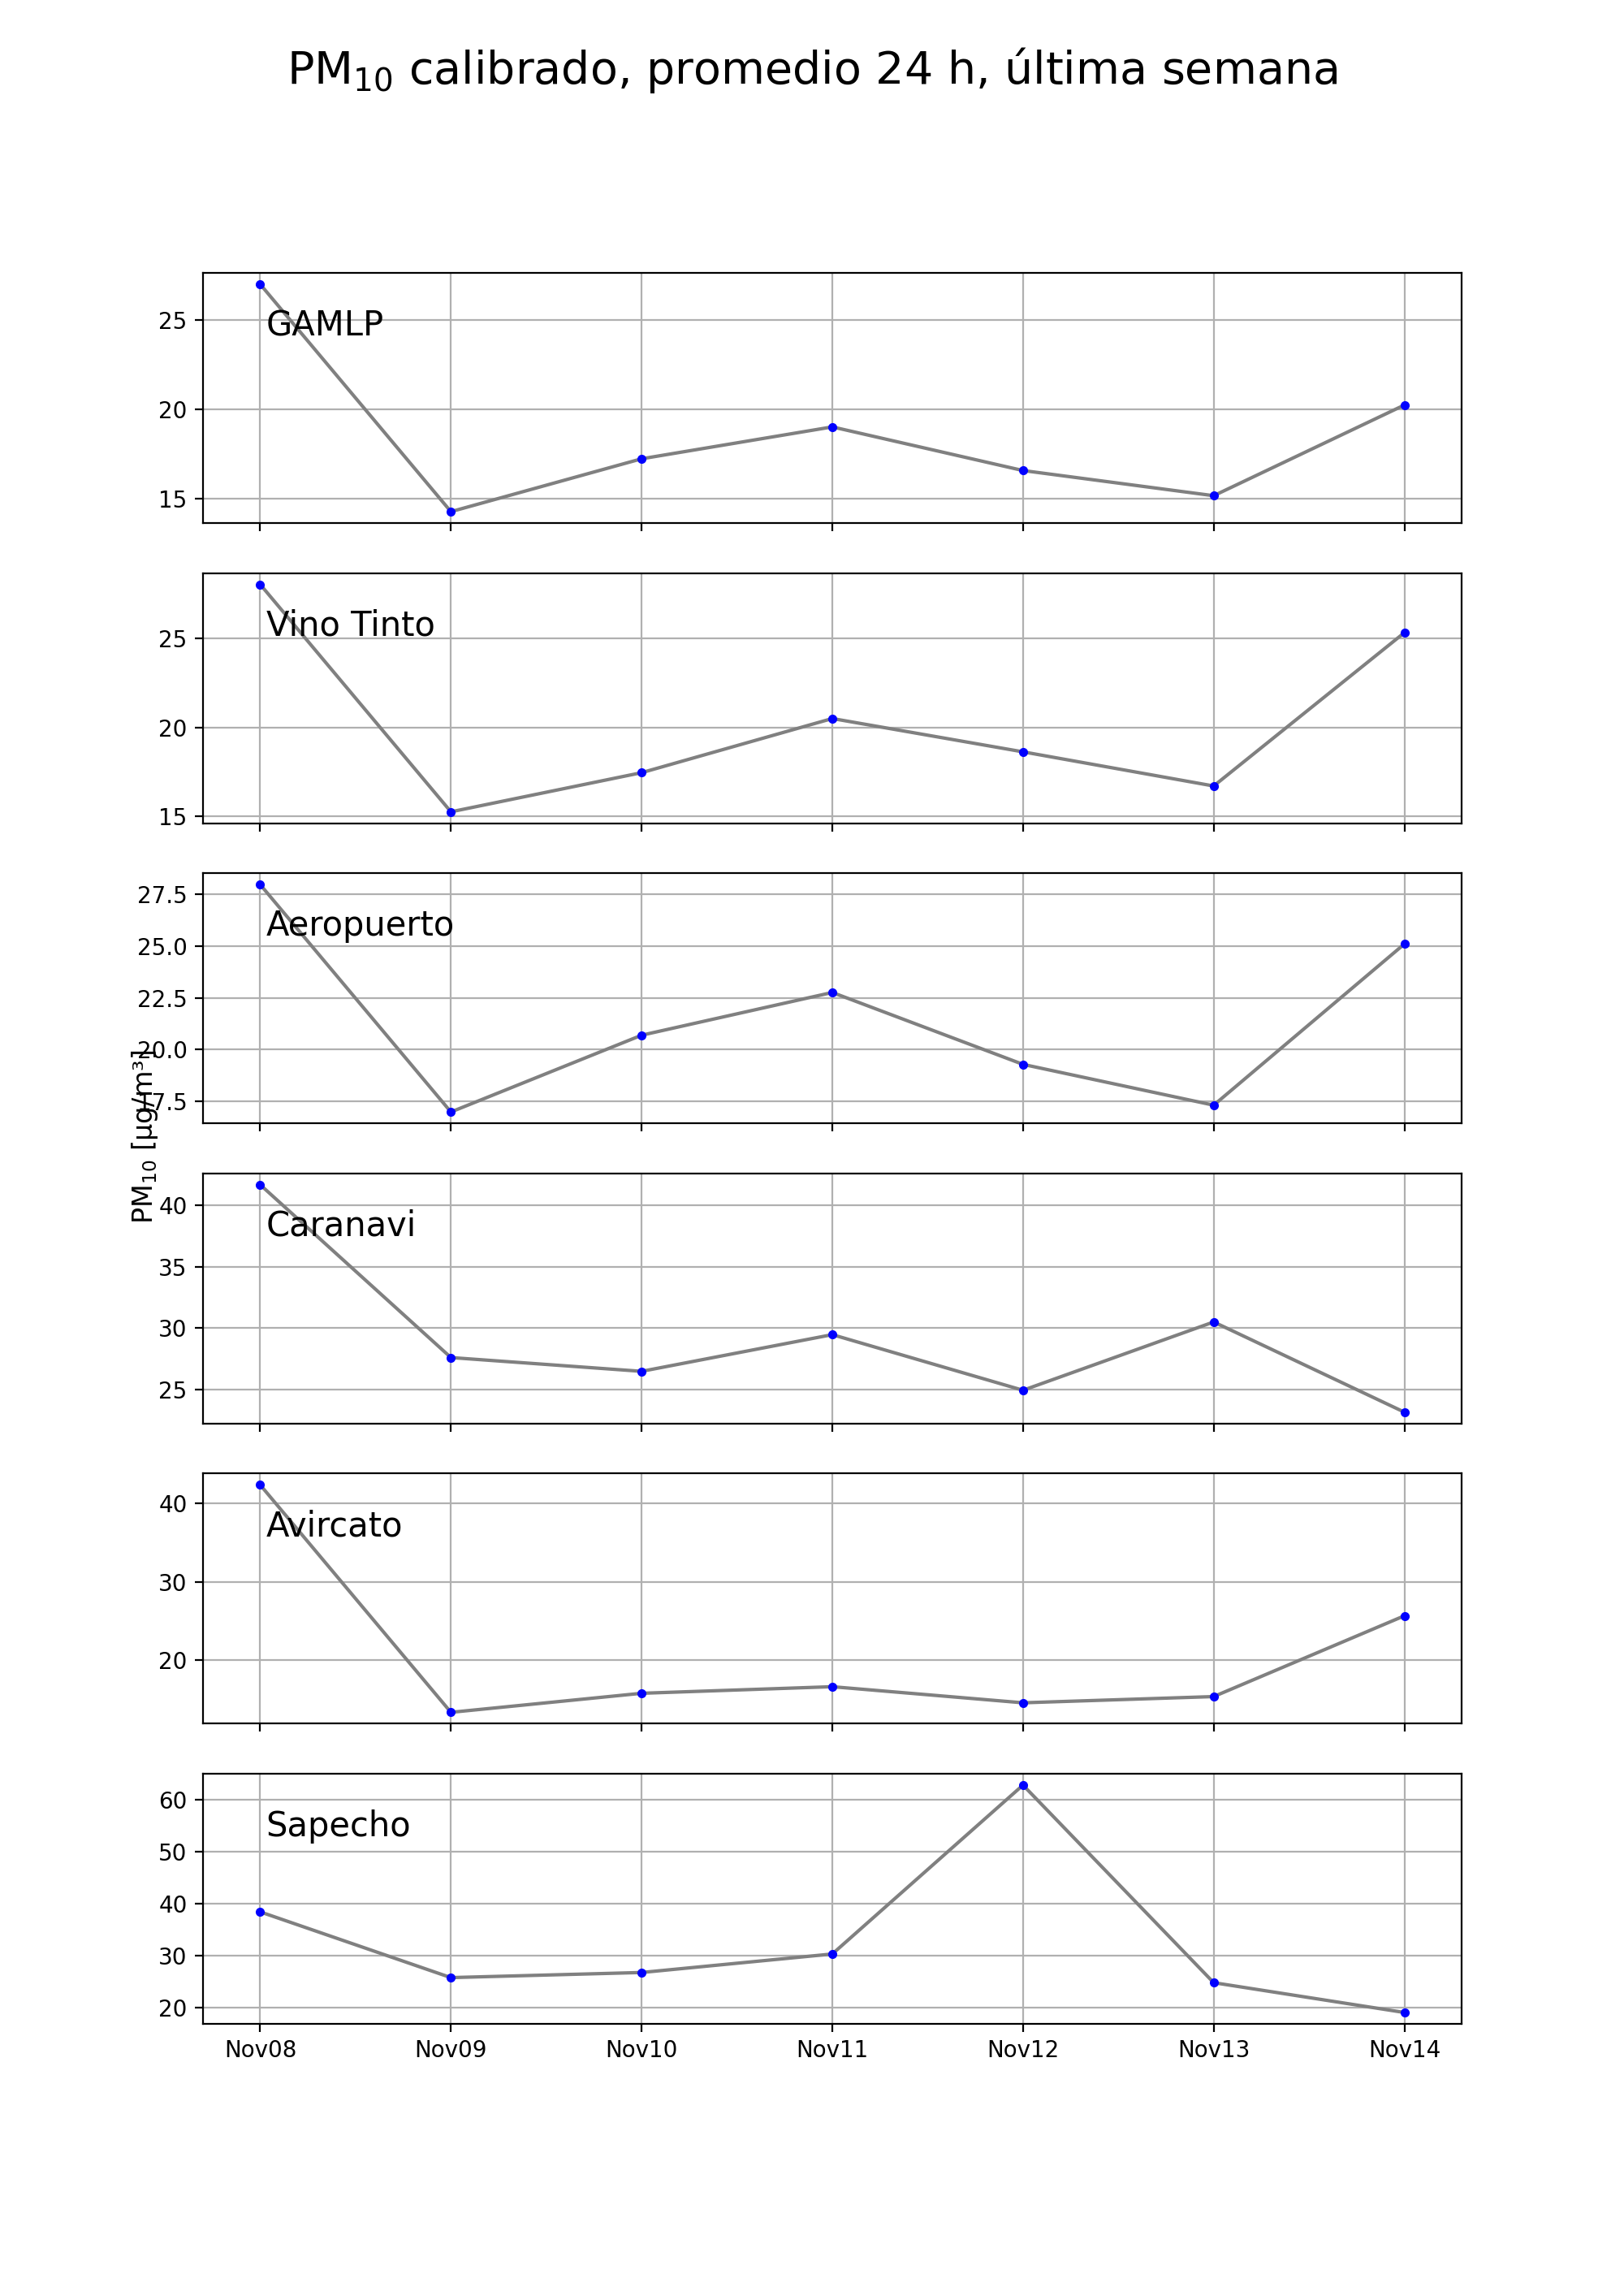 PM₁₀ calibrado, promedio 24 h, última semana
GAMLP
25
20
15
Vino Tinto
25
20
15
Aeropuerto
27.5
25.0
22.5
20.0
17.5
PM₁₀ [µg/m³]
Caranavi
40
35
30
25
Avircato
40
30
20
Sapecho
60
50
40
30
20
Nov08 Nov09 Nov10 Nov11 Nov12 Nov13 Nov14